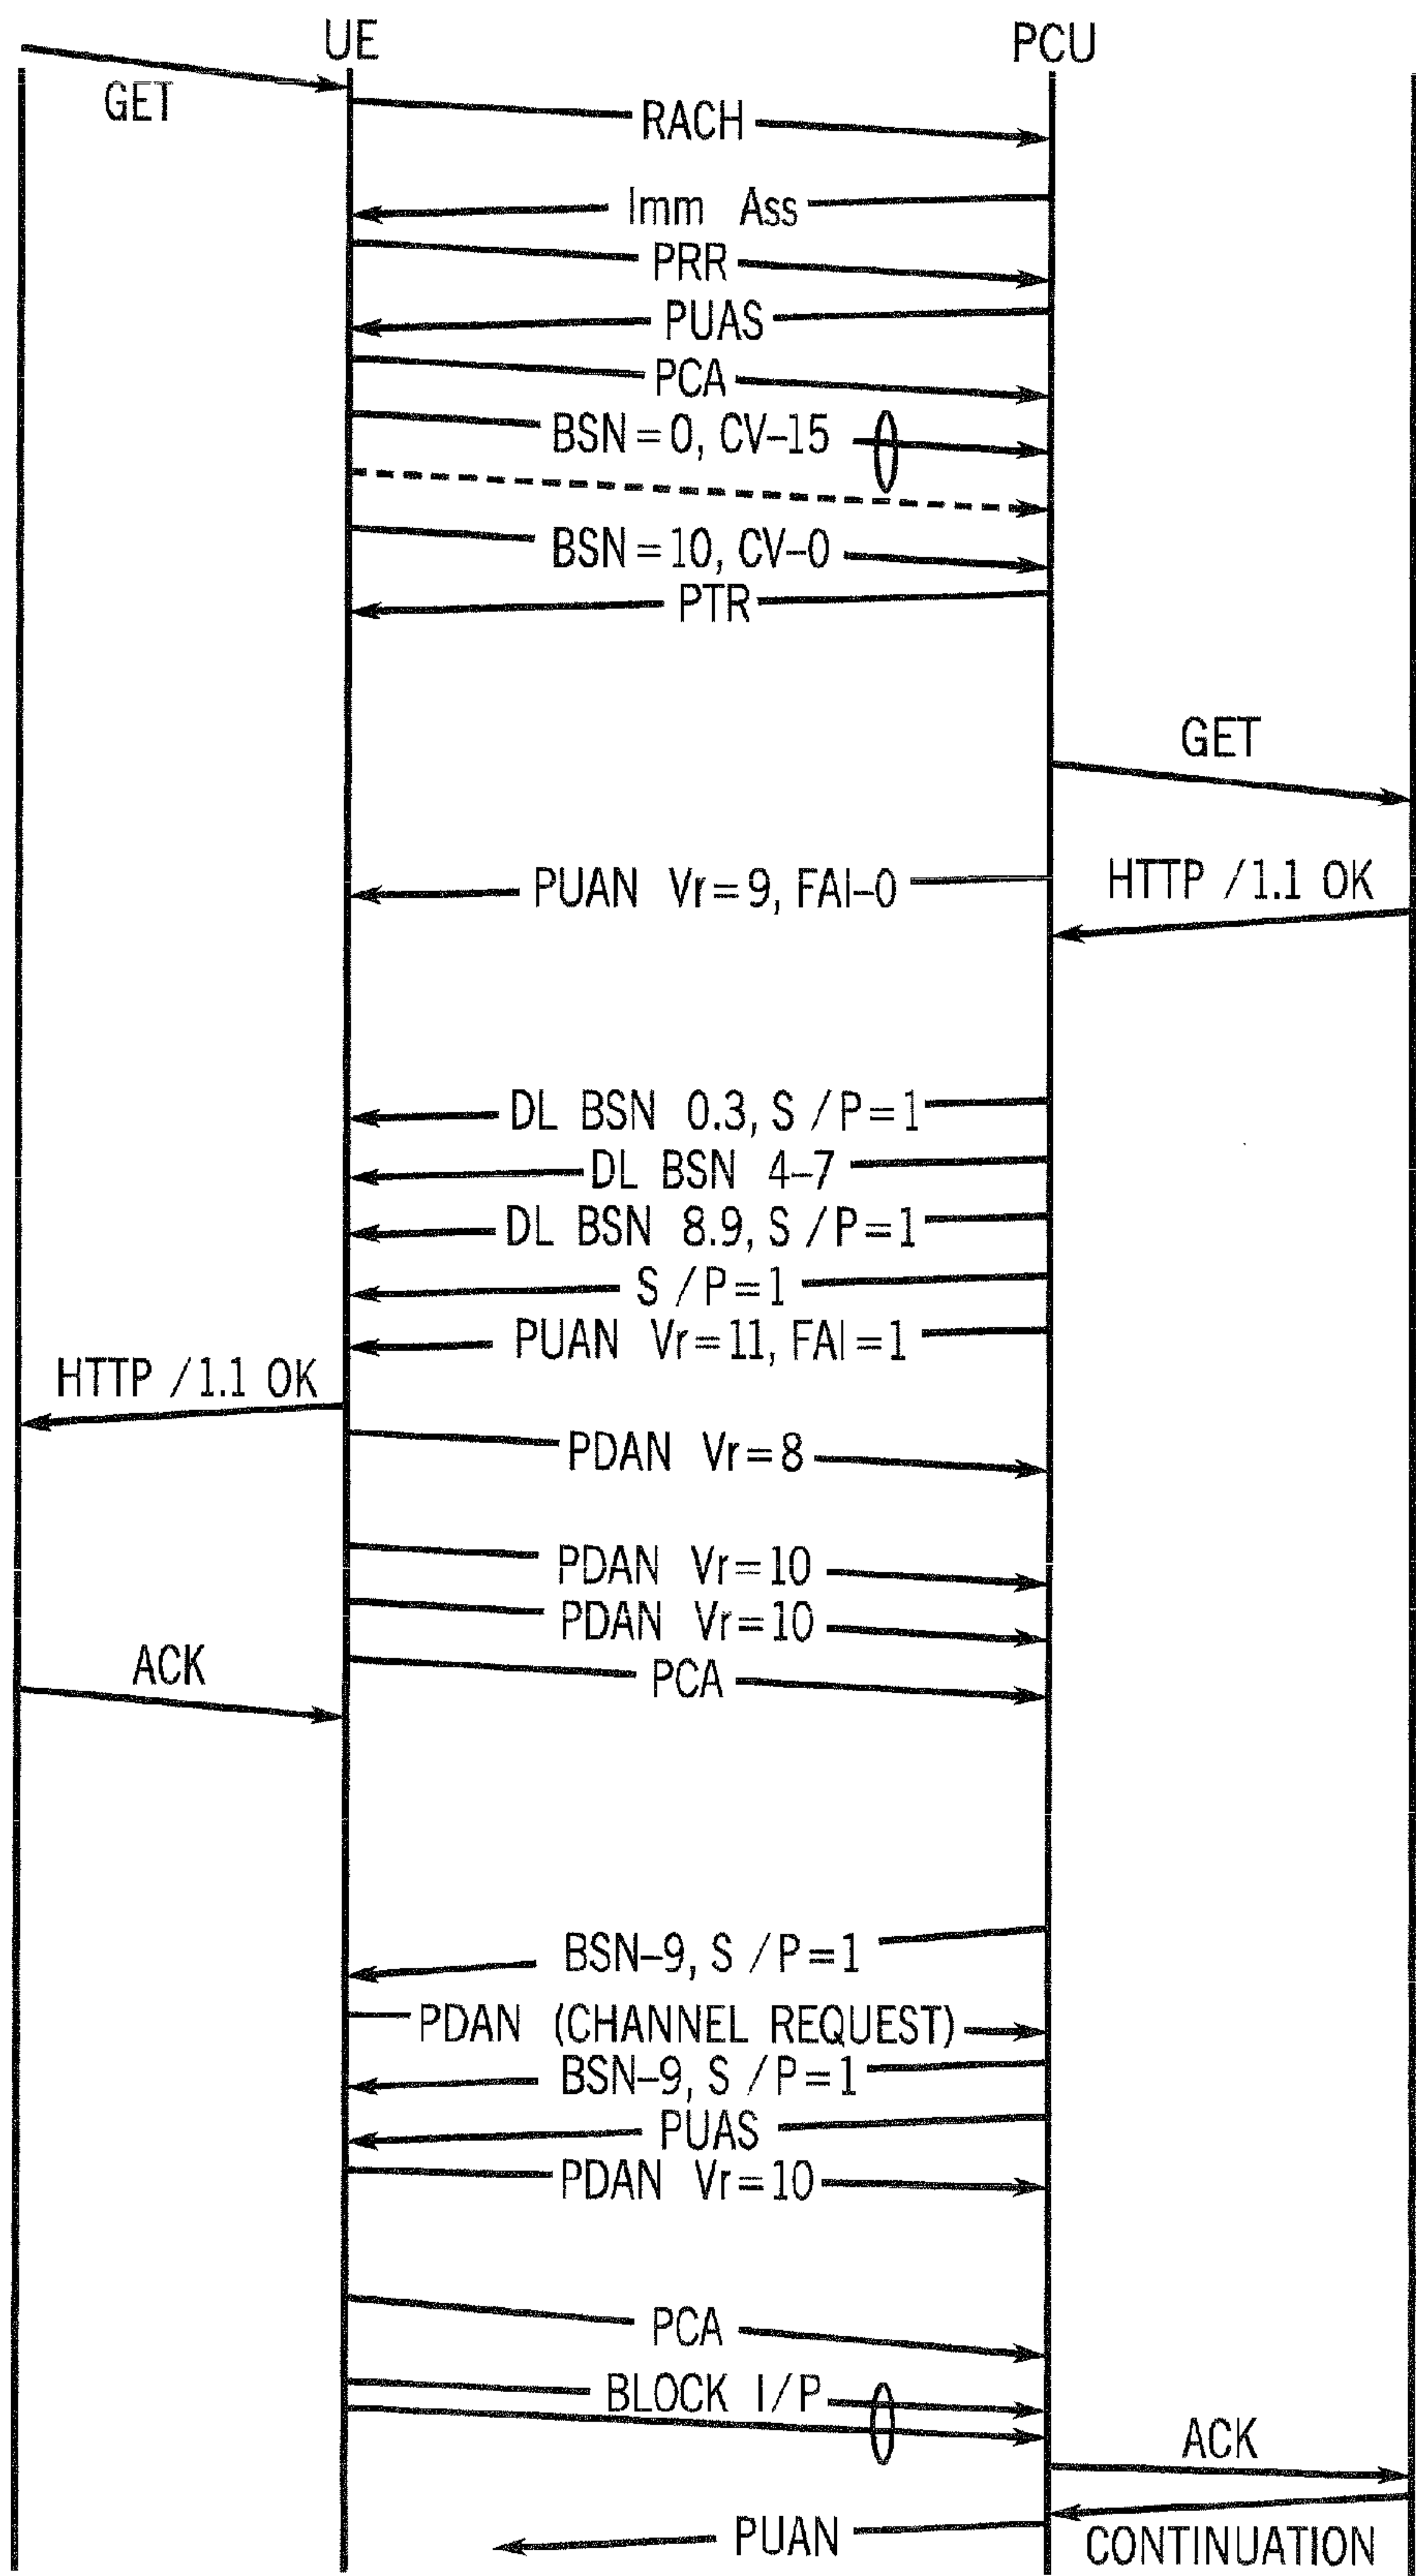 UE
PCU
GET
RACH
Imm Ass
PRR
PUAS
PCA
BSN=0, CV–15
BSN=10, CV–0
PTR
GET
HTTP /1.1 OK
PUAN Vr=9, FAI–0
DL BSN 0.3, S /P=1
DL BSN 4–7
DL BSN 8.9, S /P=1
S /P=1
PUAN Vr=11, FAI=1
HTTP /1.1 OK
PDAN Vr=8
PDAN Vr=10
PDAN Vr=10
ACK
PCA
BSN–9, S /P=1
PDAN (CHANNEL REQUEST)
BSN–9, S /P=1
PUAS
PDAN Vr=10
PCA
BLOCK I/P
ACK
PUAN
CONTINUATION